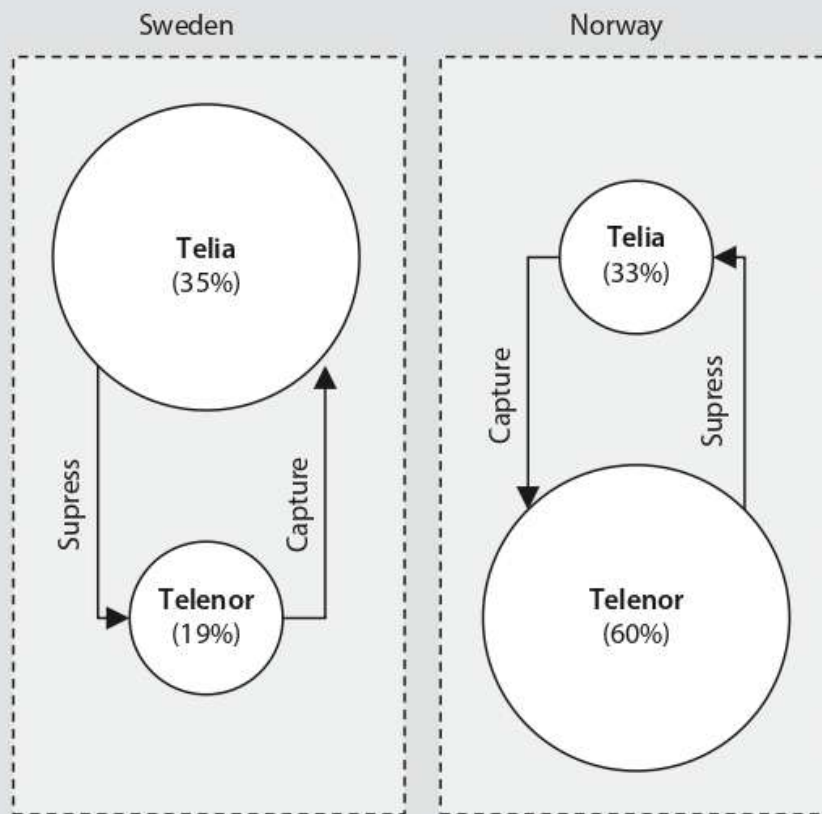 Sweden
Telia
(35%)
Supress
Capture
Telenor
(19%)
Norway
Telia
(33%)
Capture
Supress
Telenor
(60%)